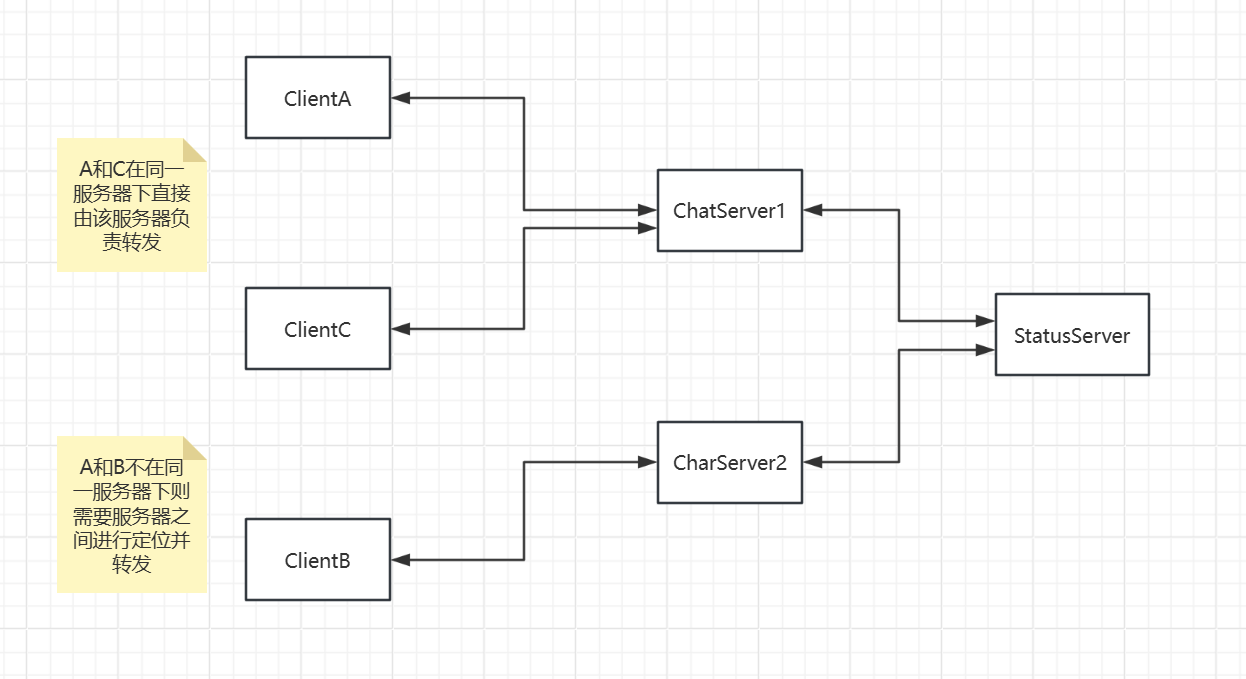 ClientA
A和C在同一
服务器下直接
由该服务器负
责转发
ChatServer1
ClientC
StatusServer
CharServer2
A和B不在同
一服务器下则
需要服务器之
间进行定位并
转发
ClientB